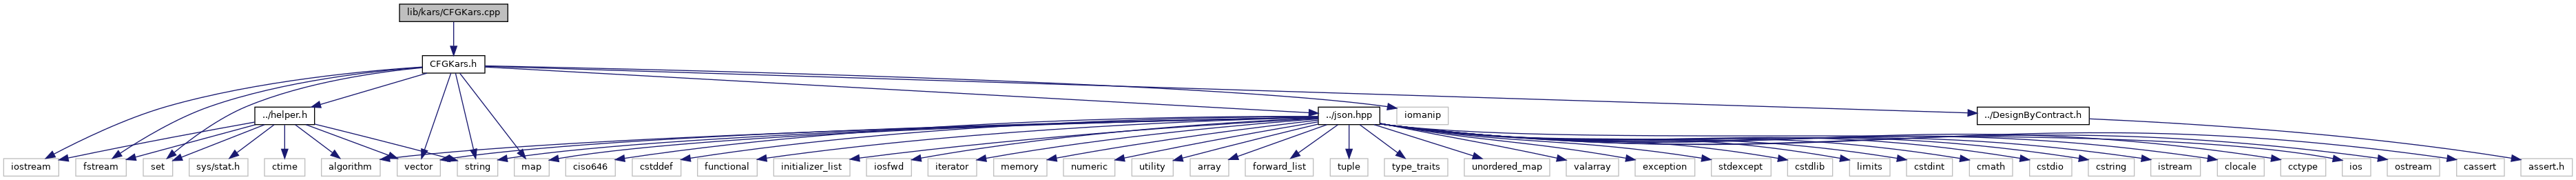 lib/kars/CFGKars.cpp
CFGKars.h
../helper.h
../json.hpp
iomanip
../DesignByContract.h
iostream
fstream
set
sys/stat.h
ctime
algorithm
vector
string
map
ciso646
cstddef
functional
initializer_list
iosfwd
iterator
memory
numeric
utility
array
forward_list
tuple
type_traits
unordered_map
valarray
exception
stdexcept
cstdlib
limits
cstdint
cmath
cstdio
cstring
istream
clocale
cctype
ios
ostream
cassert
assert.h